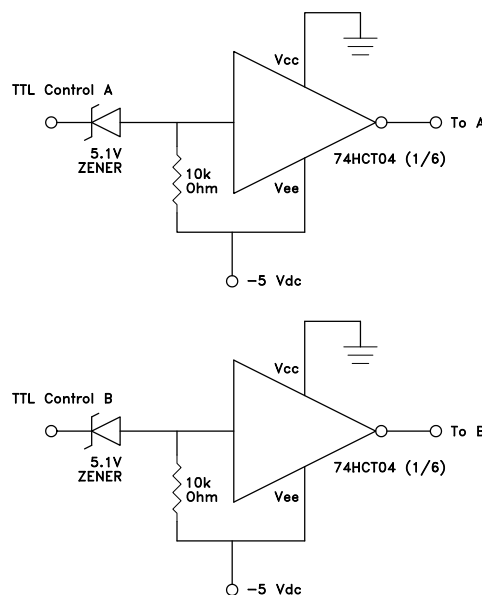 Vcc
TTL Control A
To A
5.1V
ZENER
74HCT04 (1/6)
10k
Ohm
Vee
-5 Vdc
Vcc
TTL Control B
To B
5.1V
ZENER
74HCT04 (1/6)
10k
Ohm
Vee
-5 Vdc